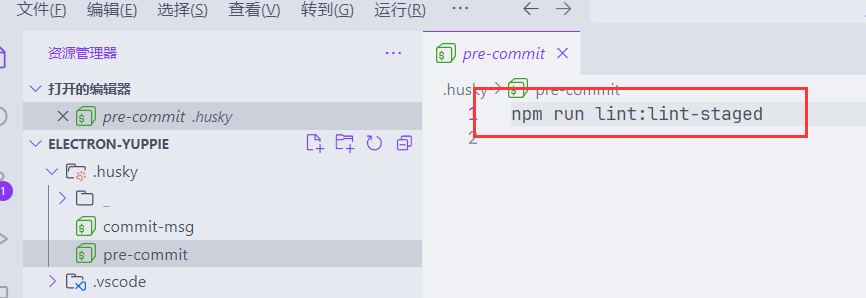 文件(F) 编辑(E) 选择(S) 查看(V) 转到(G) 运行(R) ··· ← →
资源管理器 ···
打开的编辑器
pre-commit .husky
ELECTRON-YUPPIE
.husky
_
commit-msg
pre-commit
.vscode
1
pre-commit
.husky > pre-commit
1 npm run lint:lint-staged
2